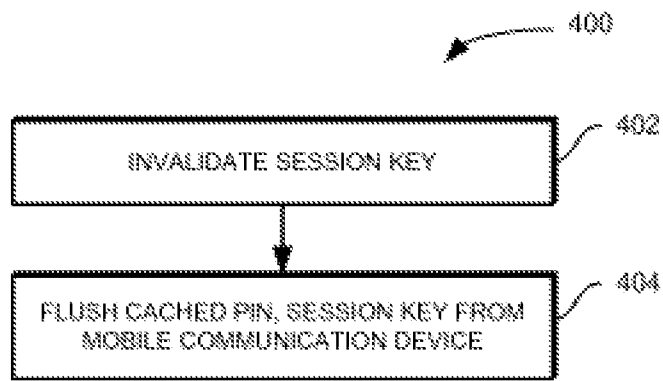 400
INVALIDATE SESSION KEY
402
FLUSH CACHED PIN, SESSION KEY FROM
MOBILE COMMUNICATION DEVICE
404